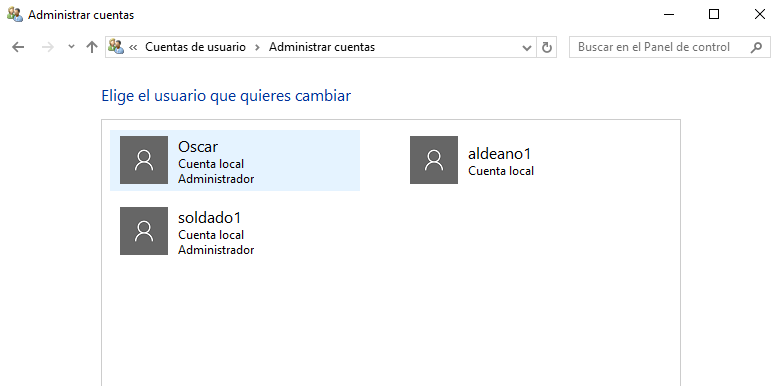 Administrar cuentas
« Cuentas de usuario > Administrar cuentas
Buscar en el Panel de control
Elige el usuario que quieres cambiar
Oscar
Cuenta local
Administrador
aldeano1
Cuenta local
soldado1
Cuenta local
Administrador